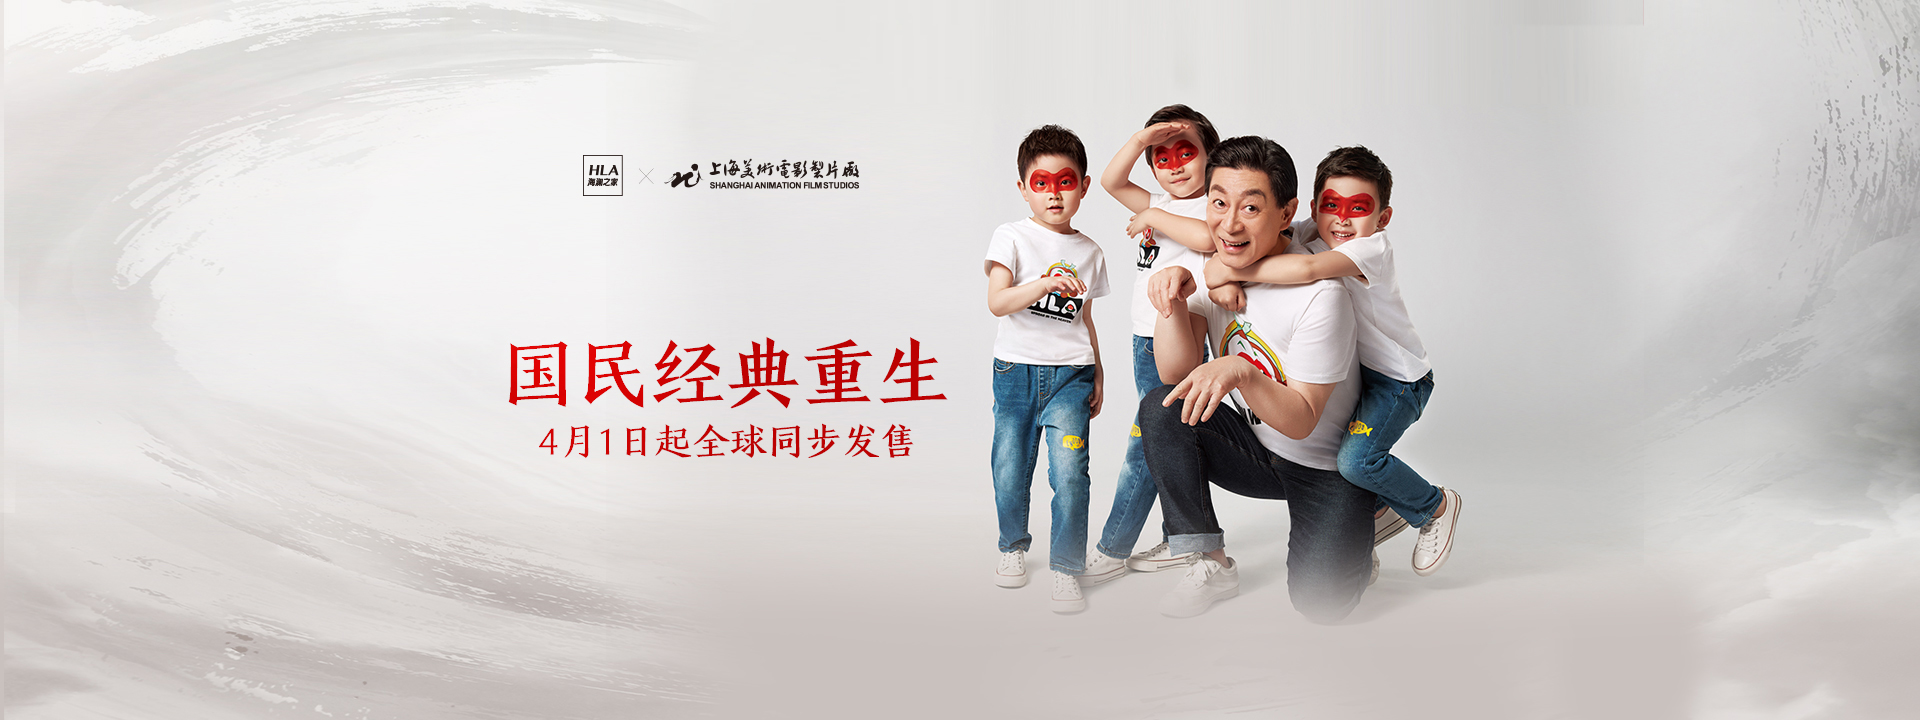 HLA
海澜之家
×
上海美術電影製片廠
SHANGHAI ANIMATION FILM STUDIOS
国民经典重生
4月1日起全球同步发售
HLA